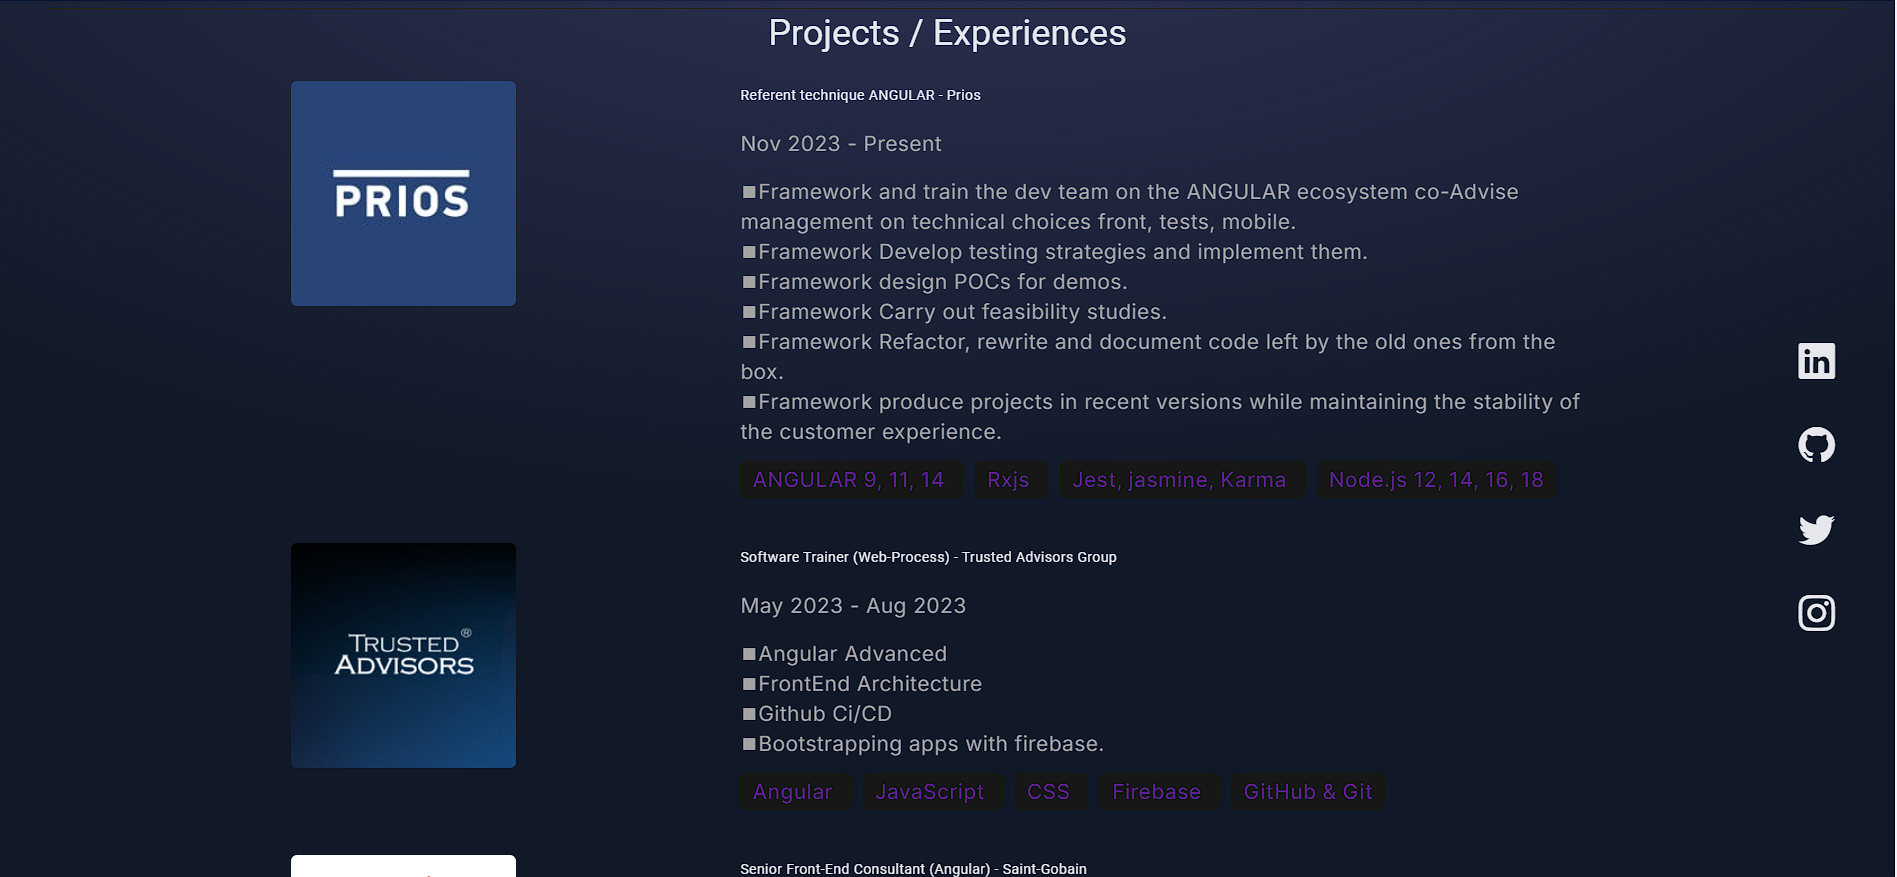 Projects / Experiences
PRIOS
Referent technique ANGULAR - Prios
Nov 2023 - Present
■Framework and train the dev team on the ANGULAR ecosystem co-Advise
management on technical choices front, tests, mobile.
■Framework Develop testing strategies and implement them.
■Framework design POCs for demos.
■Framework Carry out feasibility studies.
■Framework Refactor, rewrite and document code left by the old ones from the
box.
■Framework produce projects in recent versions while maintaining the stability of
the customer experience.
ANGULAR 9, 11, 14 Rxjs Jest, jasmine, Karma Node.js 12, 14, 16, 18
in
TRUSTED®
ADVISORS
Software Trainer (Web-Process) - Trusted Advisors Group
May 2023 - Aug 2023
■Angular Advanced
■FrontEnd Architecture
■Github Ci/CD
■Bootstrapping apps with firebase.
Angular JavaScript CSS Firebase GitHub & Git
Senior Front-End Consultant (Angular) - Saint-Gobain